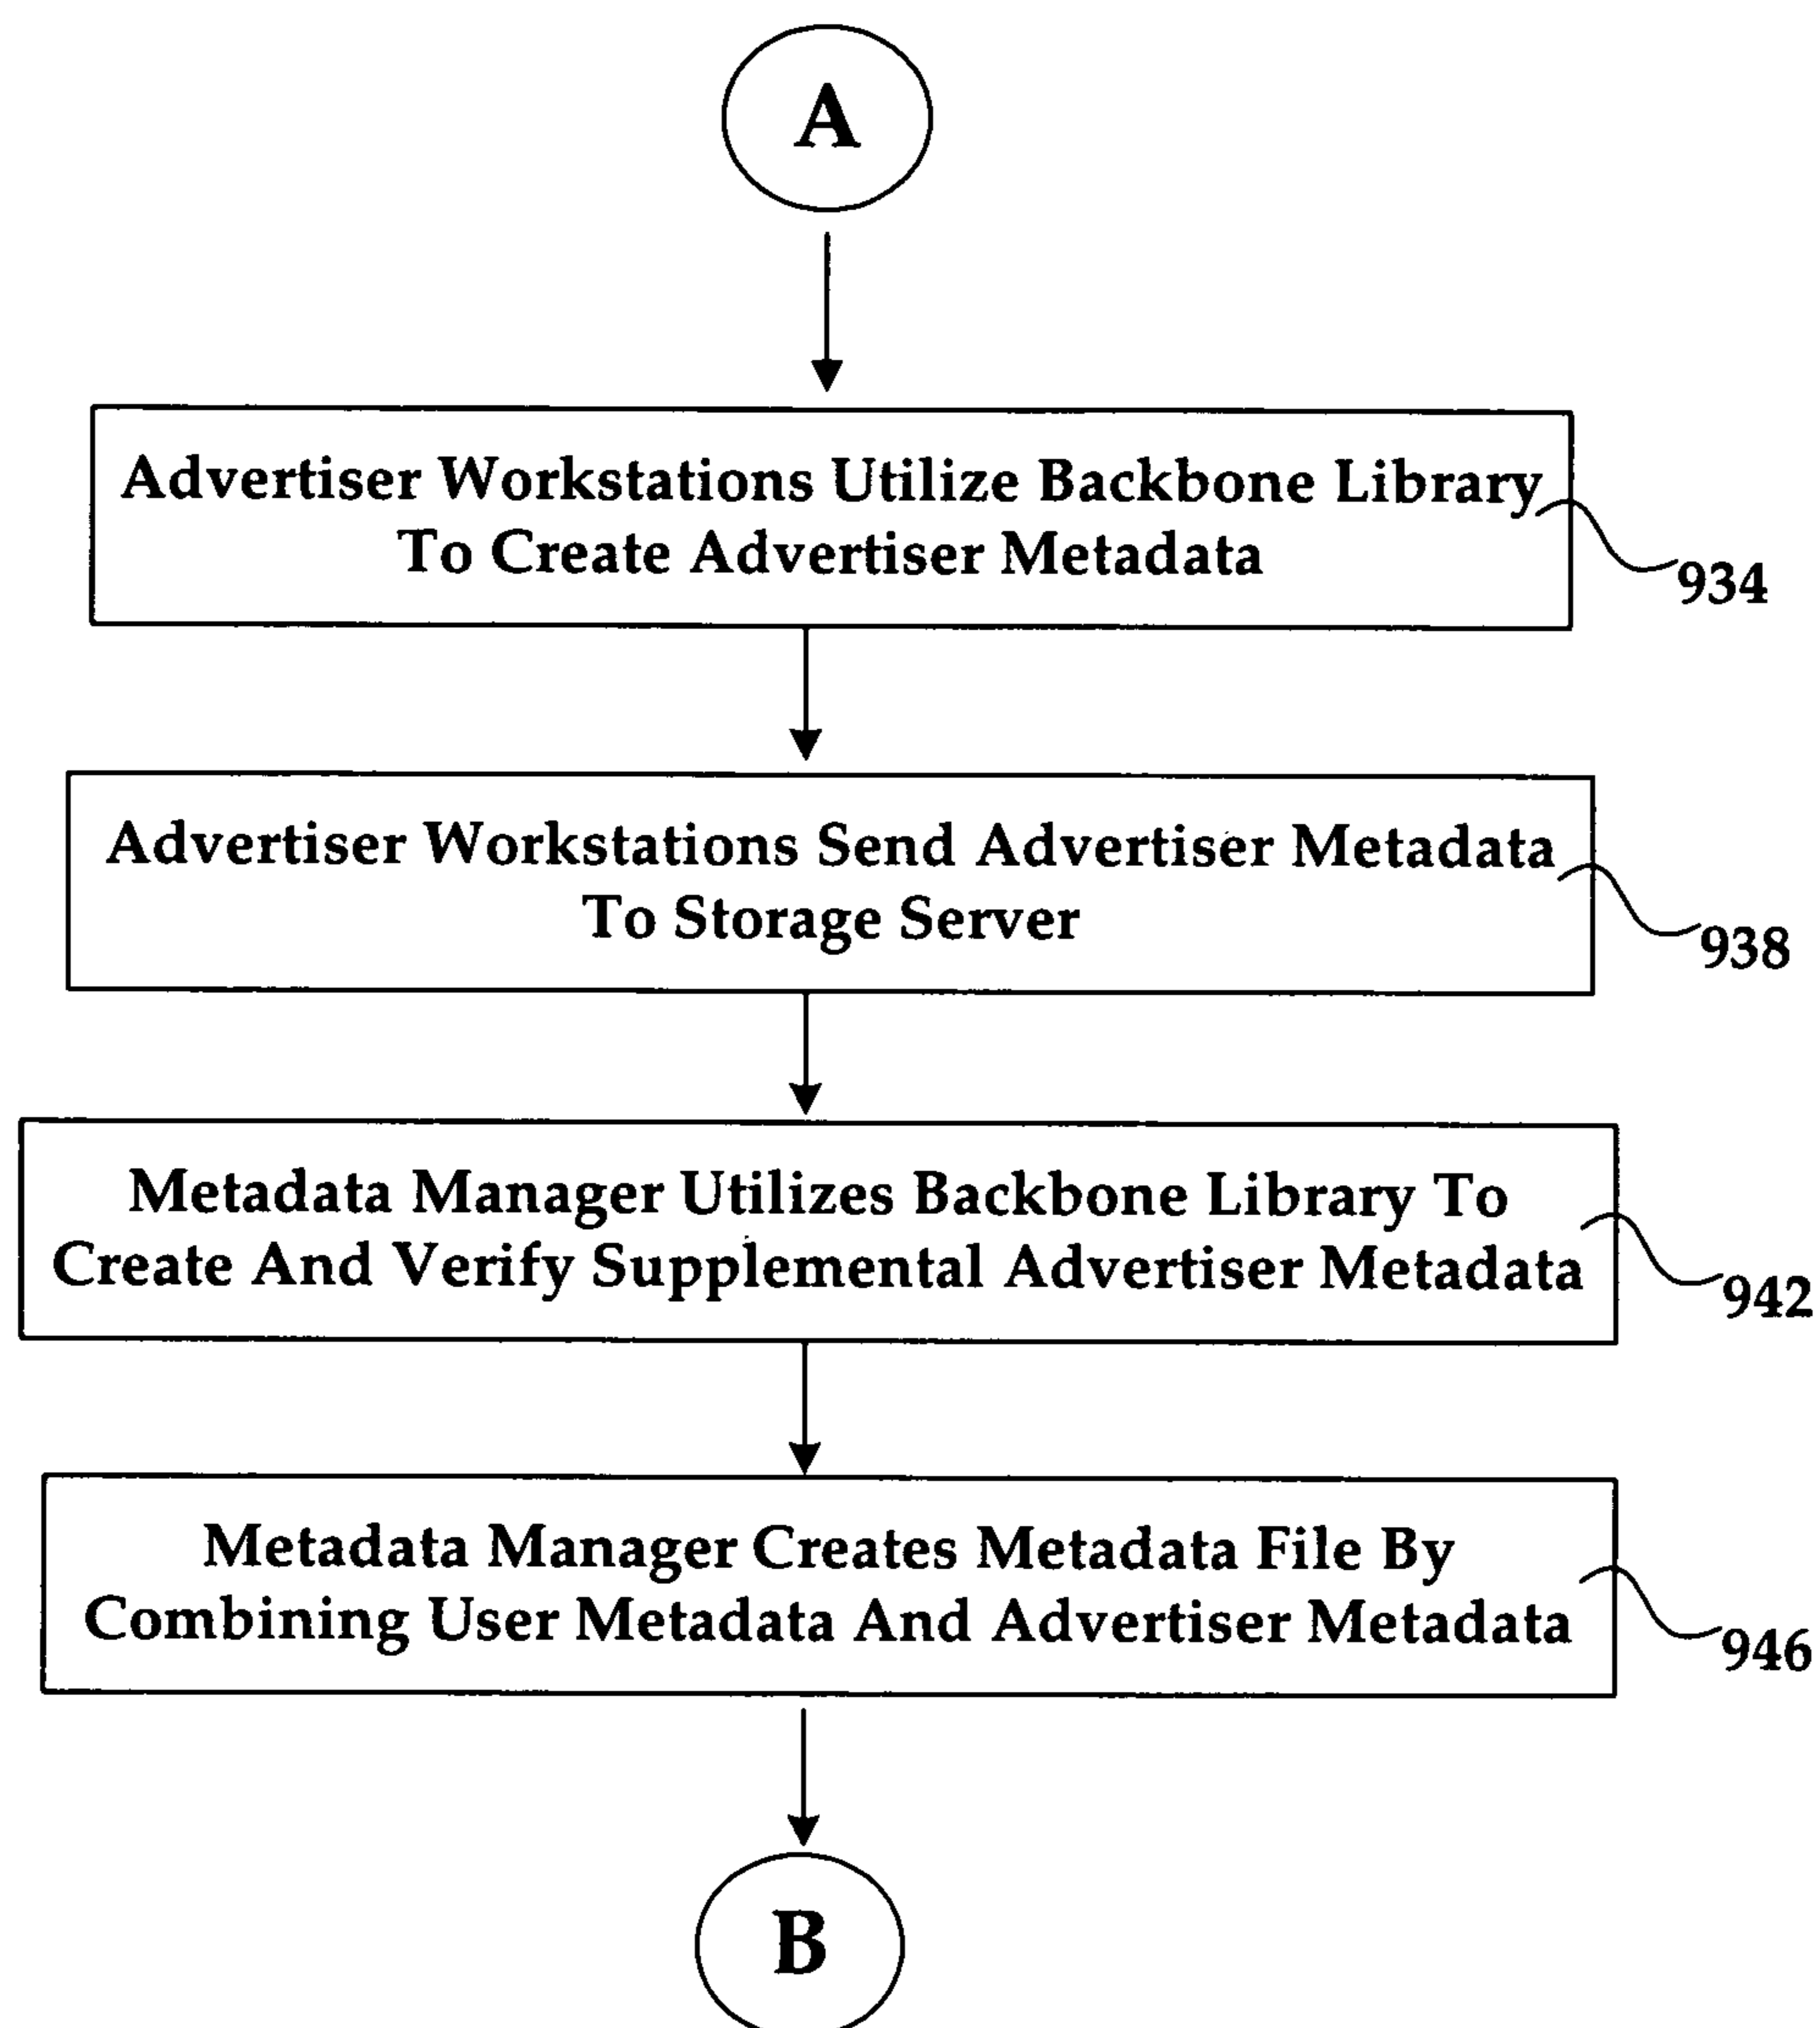 A
Advertiser Workstations Utilize Backbone Library
To Create Advertiser Metadata
934
Advertiser Workstations Send Advertiser Metadata
To Storage Server
938
Metadata Manager Utilizes Backbone Library To
Create And Verify Supplemental Advertiser Metadata
942
Metadata Manager Creates Metadata File By
Combining User Metadata And Advertiser Metadata
946
B